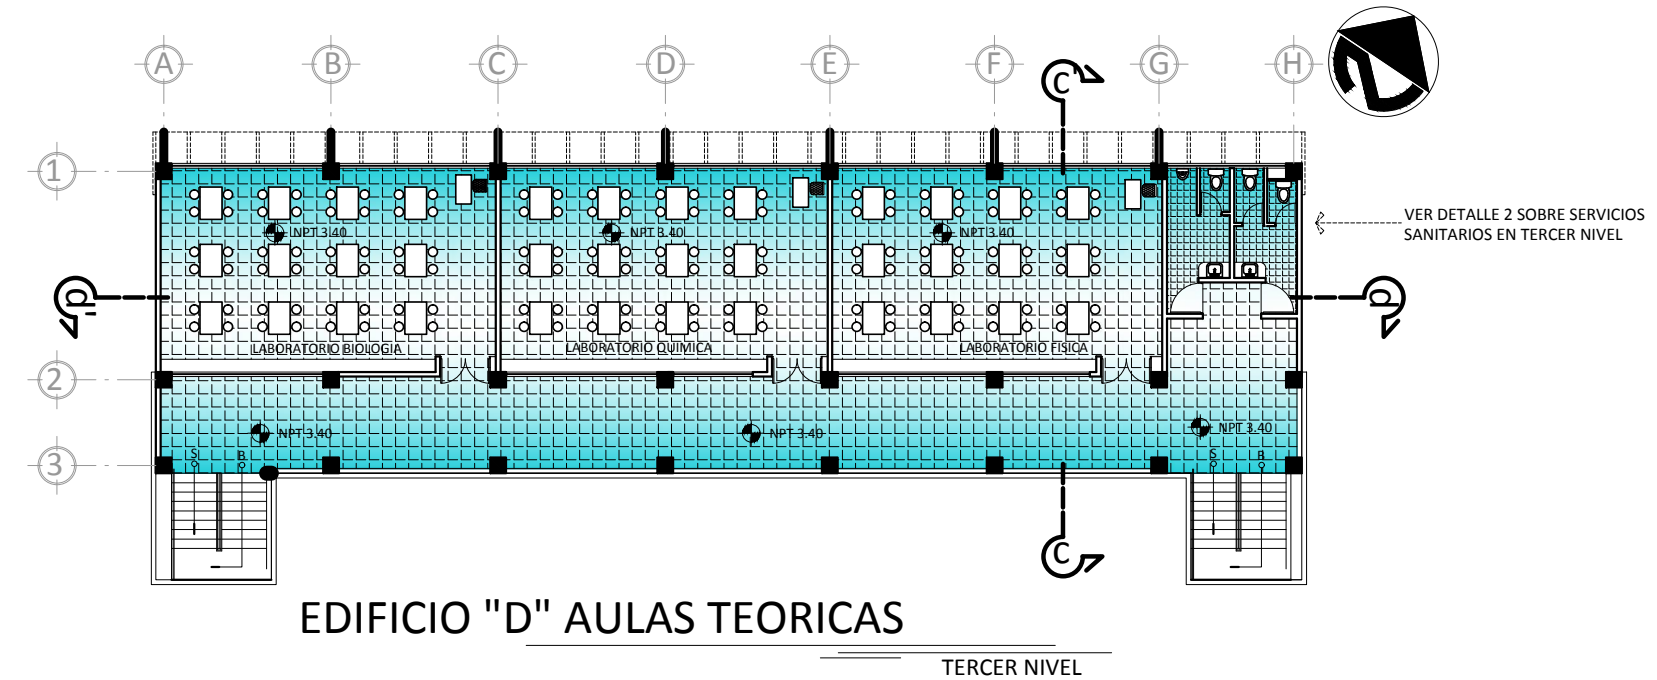 A
B
C
D
E
F
G
H
C'
1
VER DETALLE 2 SOBRE SERVICIOS
SANITARIOS EN TERCER NIVEL
NPT 3.40
NPT 3.40
NPT 3.40
d'
d
LABORATORIO BIOLOGIA
LABORATORIO QUIMICA
LABORATORIO FISICA
2
NPT 3.40
NPT 3.40
NPT 3.40
3
S
B
S
B
C
EDIFICIO "D" AULAS TEORICAS
TERCER NIVEL